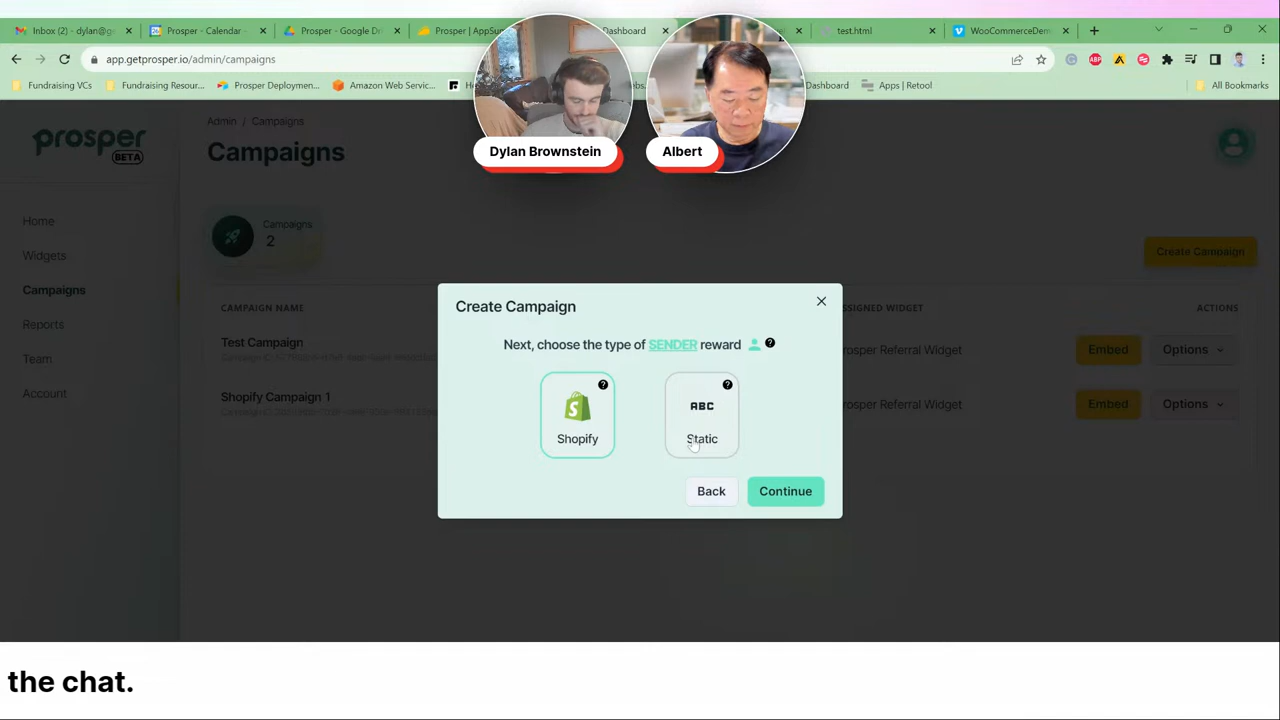 Inbox (2) - dylan@g
Prosper - Calendar -
Prosper - Google Dri
Prosper | AppSu
Dashboard
test.html
WooCommerceDem
app.getprosper.io/admin/campaigns
Fundraising VCs
Fundraising Resour...
Prosper Deploymen...
Amazon Web Servic...
Dashboard
Apps | Retool
All Bookmarks
prosper
BETA
Admin / Campaigns
Campaigns
Dylan Brownstein
Albert
Home
Widgets
Campaigns
Reports
Team
Account
Campaigns
2
Create Campaign
CAMPAIGN NAME
SSIGNED WIDGET
ACTIONS
Test Campaign
rosper Referral Widget
Embed
Options
Shopify Campaign 1
rosper Referral Widget
Embed
Options
Create Campaign
Next, choose the type of SENDER reward
Shopify
ABC
Static
Back
Continue
the chat.